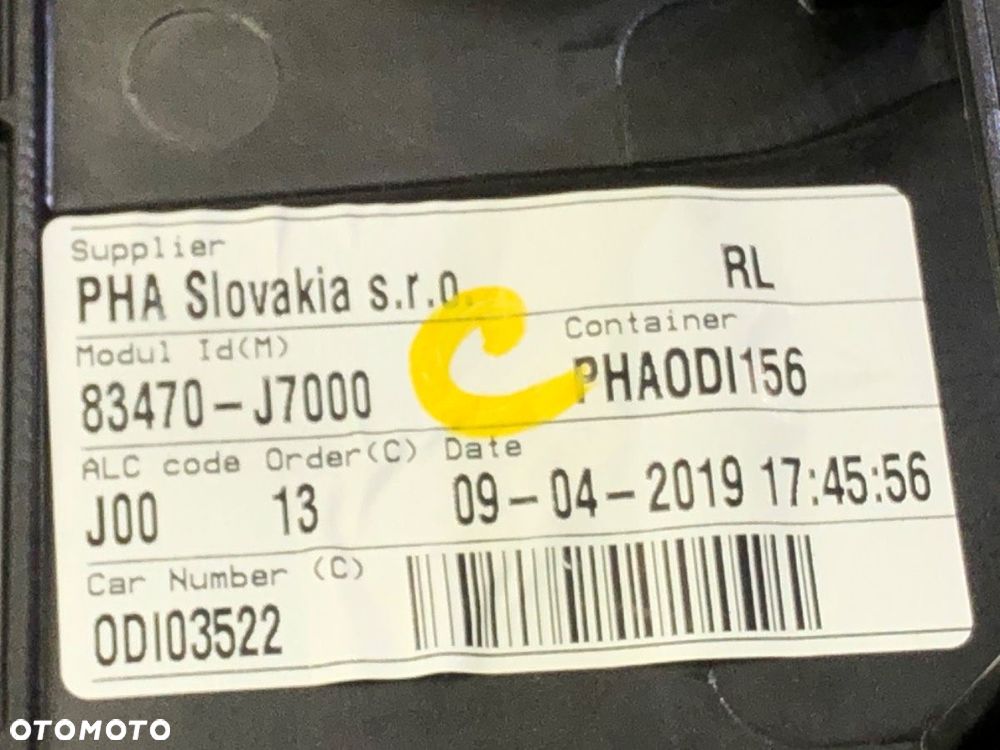 Supplier
PHA Slovakia s.r.o.
RL
Modul Id(M)
Container
83470-J7000
PHAODI156
ALC code Order(C) Date
J00 13 09-04-2019 17:45:56
Car Number (C)
ODI03522
C
OTOMOTO